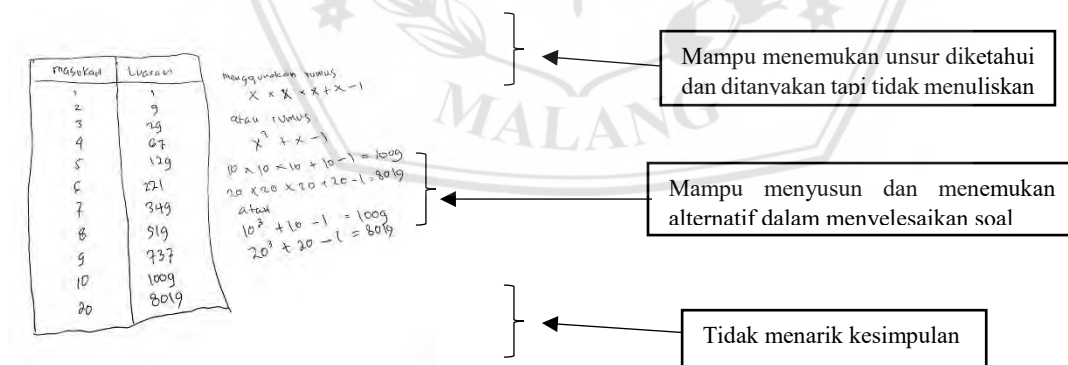 Mampu menemukan unsur diketahui
dan ditanyakan tapi tidak menuliskan
MALANG
masukan Luaran
1 1
2 9
3 29
4 67
5 129
6 221
7 349
8 519
9 737
10 1009
20 8019
menggunakan rumus
x × x × x + x - 1
atau rumus
x³ + x - 1
10 × 10 × 10 + 10 - 1 = 1009
20 × 20 × 20 + 20 - 1 = 8019
atau
10³ + 10 - 1 = 1009
20³ + 20 - 1 = 8019
Mampu menyusun dan menemukan
alternatif dalam menyelesaikan soal
Tidak menarik kesimpulan